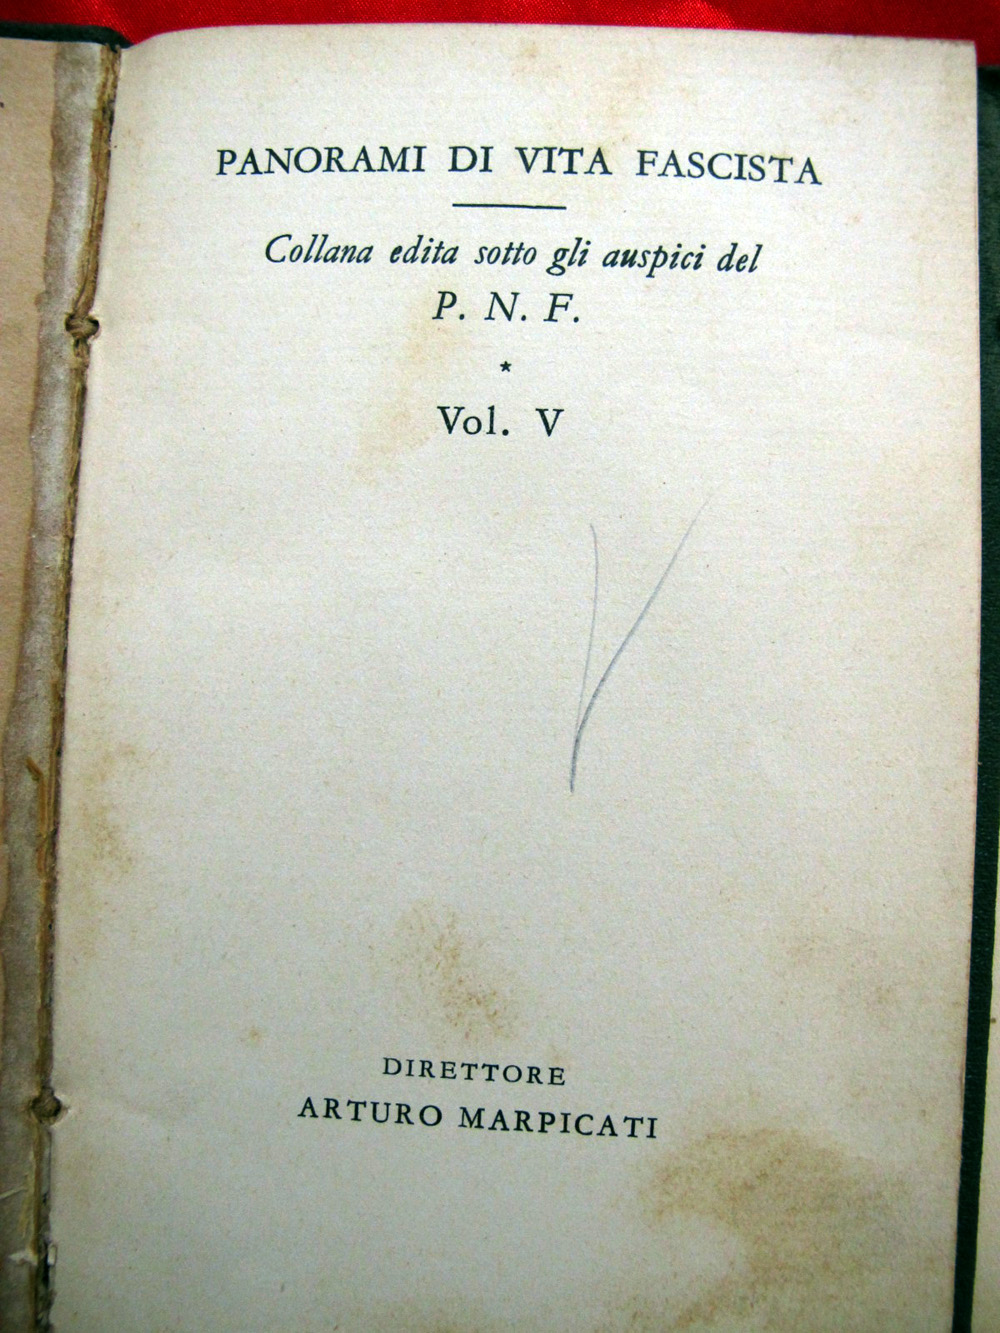 PANORAMI DI VITA FASCISTA
Collana edita sotto gli auspici del
P. N. F.
*
Vol. V
DIRETTORE
ARTURO MARPICATI